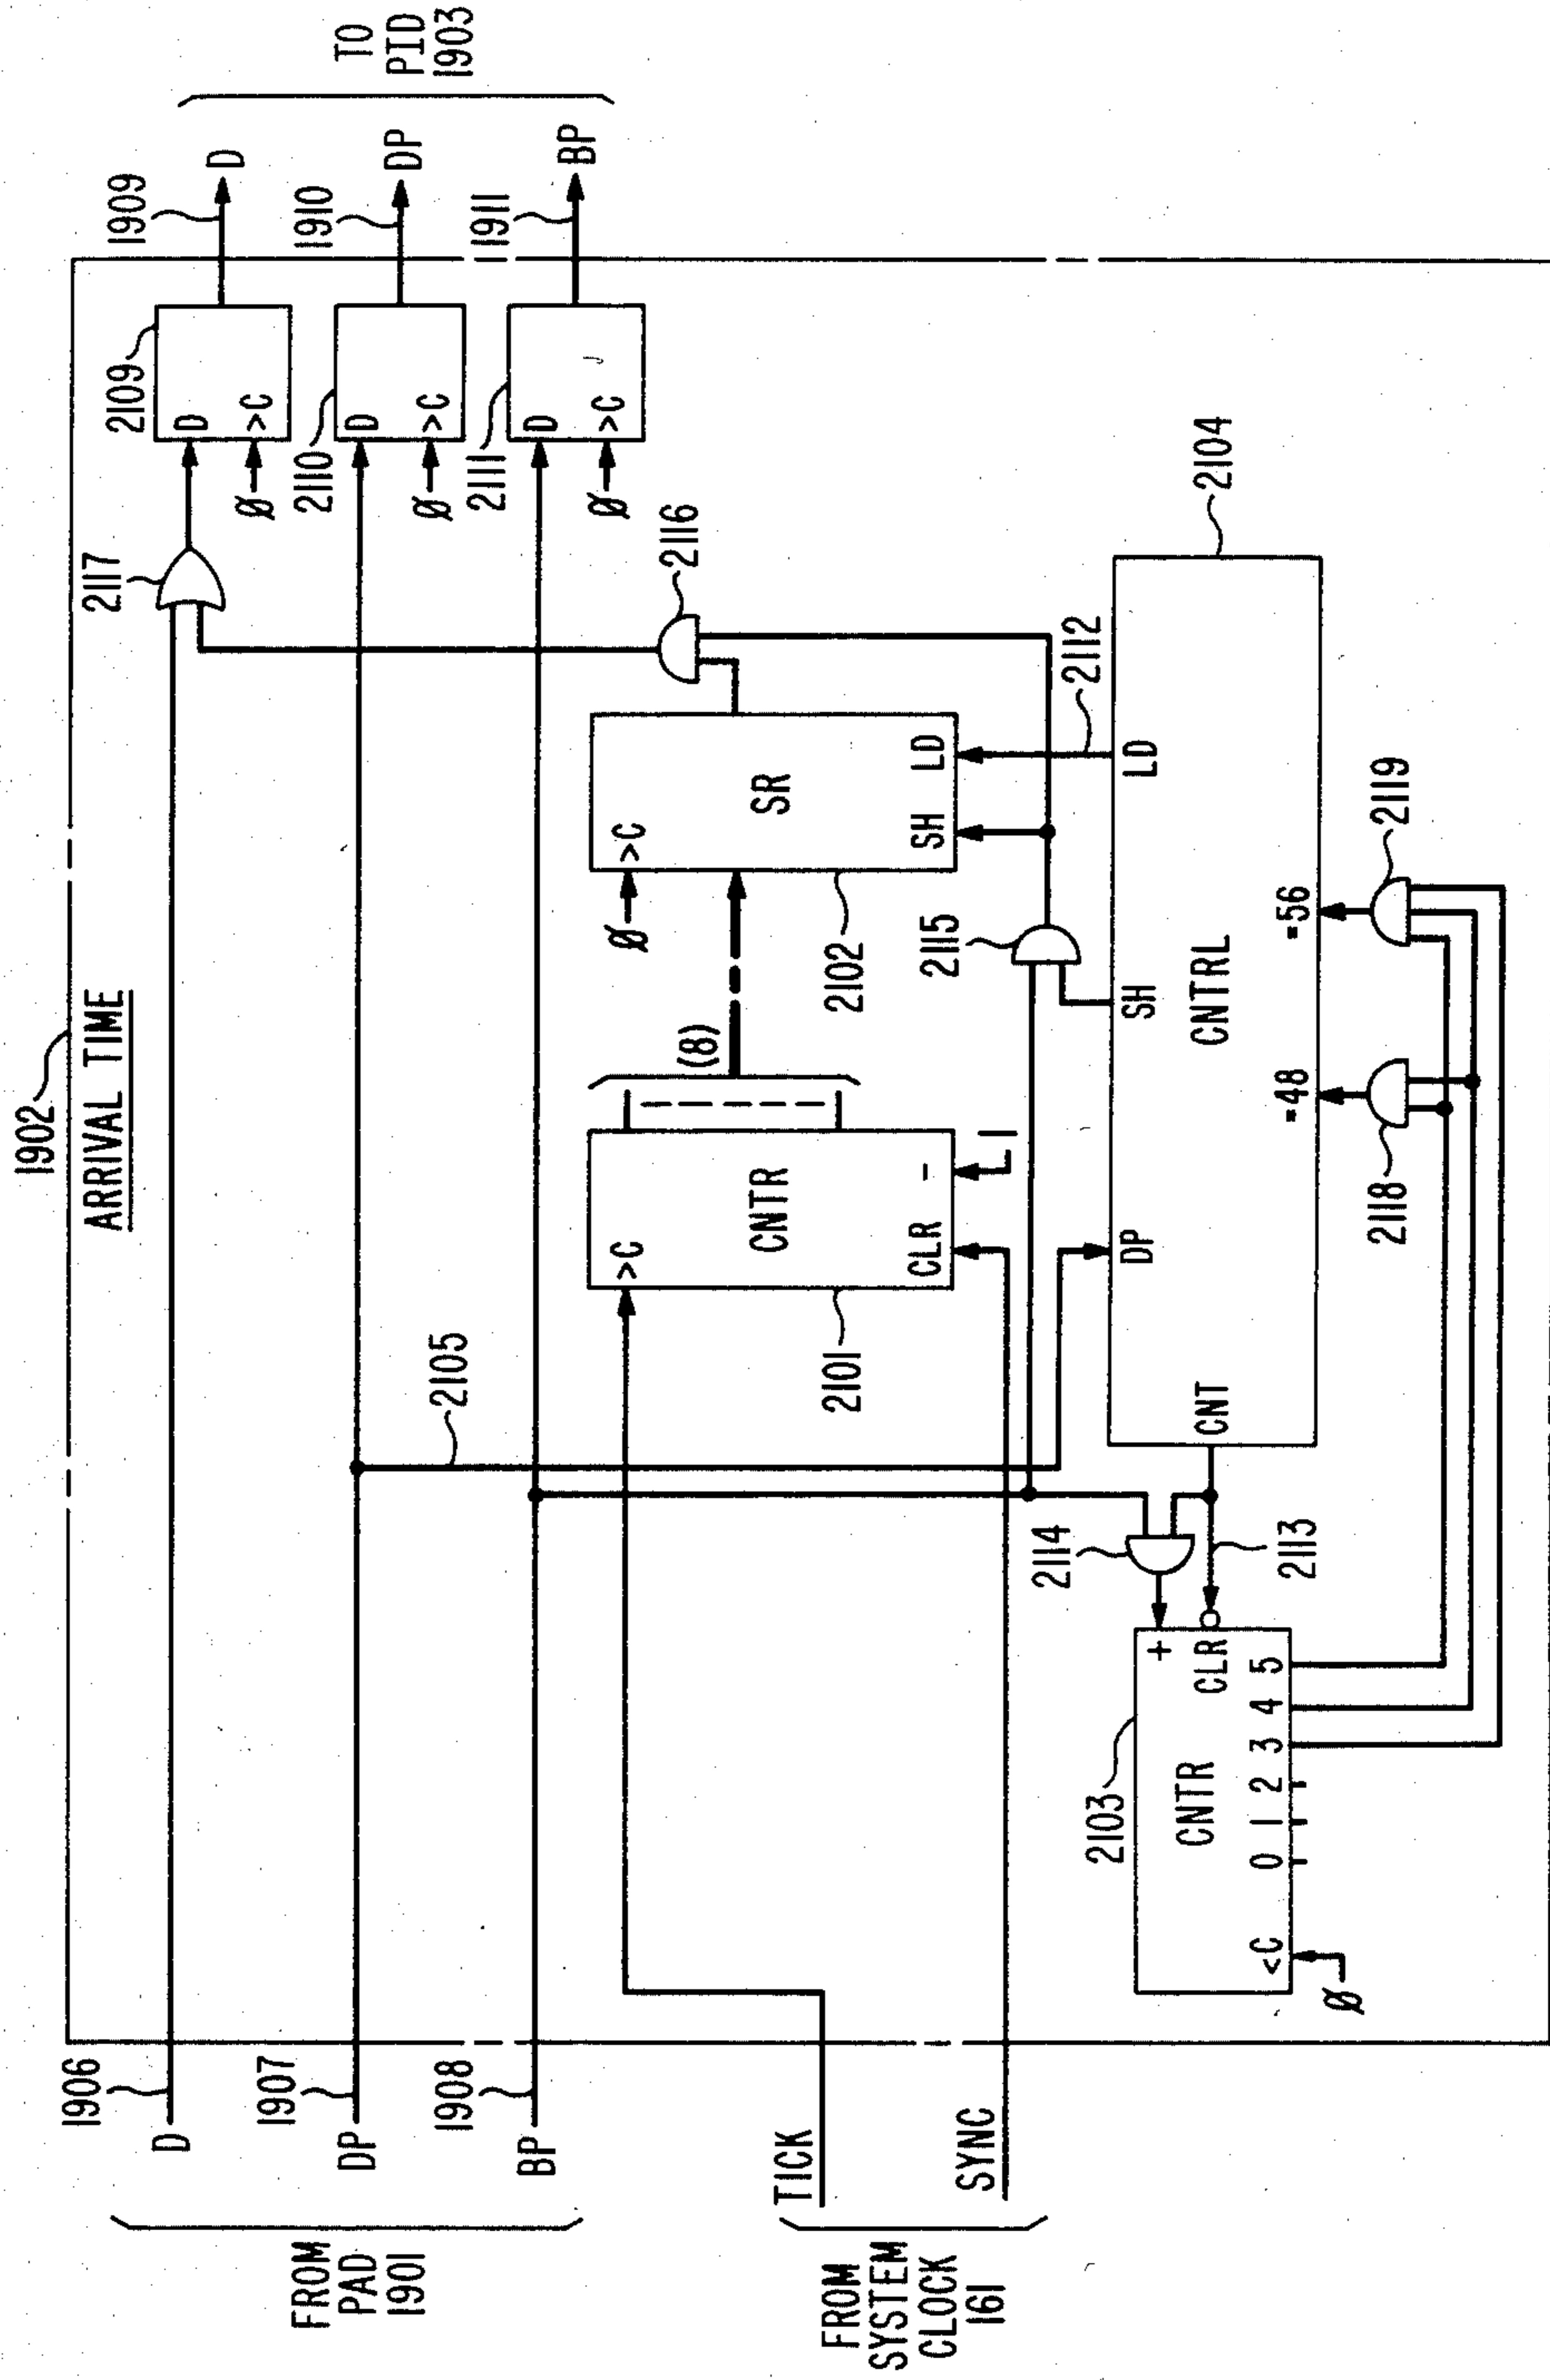 1902
ARRIVAL TIME
FROM
PAD
1901
D
1906
DP
1907
BP
1908
FROM
SYSTEM
CLOCK
161
TICK
SYNC
2105
2117
2109
D
>C
Ø
1909
D
2110
D
>C
Ø
1910
DP
2111
D
>C
Ø
1911
BP
TO
PID
1903
>C
CNTR
CLR
−
1
2101
(8)
Ø
>C
SR
SH
LD
2102
2116
2115
2112
2103
CNTR
+
CLR
<C
0
1
2
3
4
5
Ø
2114
2113
CNT
DP
SH
LD
CNTRL
=48
=56
2104
2118
2119